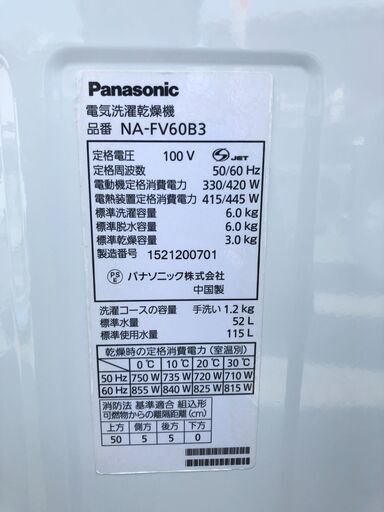 Panasonic
電気洗濯乾燥機
品番 NA-FV60B3
定格電圧 100 V S JET
定格周波数 50/60 Hz
電動機定格消費電力 330/420 W
電熱装置定格消費電力 415/445 W
標準洗濯容量 6.0 kg
標準脱水容量 6.0 kg
標準乾燥容量 3.0 kg
製造番号 1521200701
PS E パナソニック株式会社
中国製
洗濯コースの容量 手洗い 1.2 kg
標準水量 52 L
標準使用水量 115 L
乾燥時の定格消費電力 (室温別)
0℃ 10℃ 20℃ 30℃
50 Hz 750 W 735 W 720 W 710 W
60 Hz 855 W 840 W 825 W 815 W
消防法 基準適合 組込形
可燃物からの離隔距離(cm)
上方 側方 後方 下方
50 5 5 0